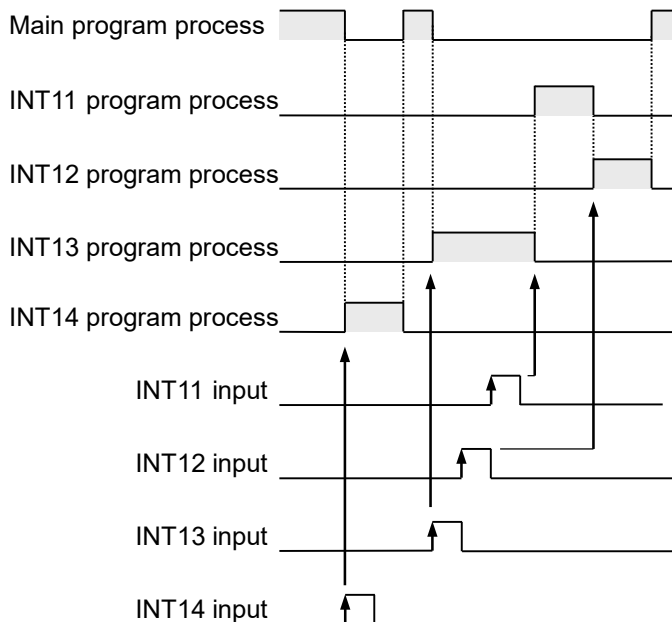 Main program process
INT11 program process
INT12 program process
INT13 program process
INT14 program process
INT11 input
INT12 input
INT13 input
INT14 input